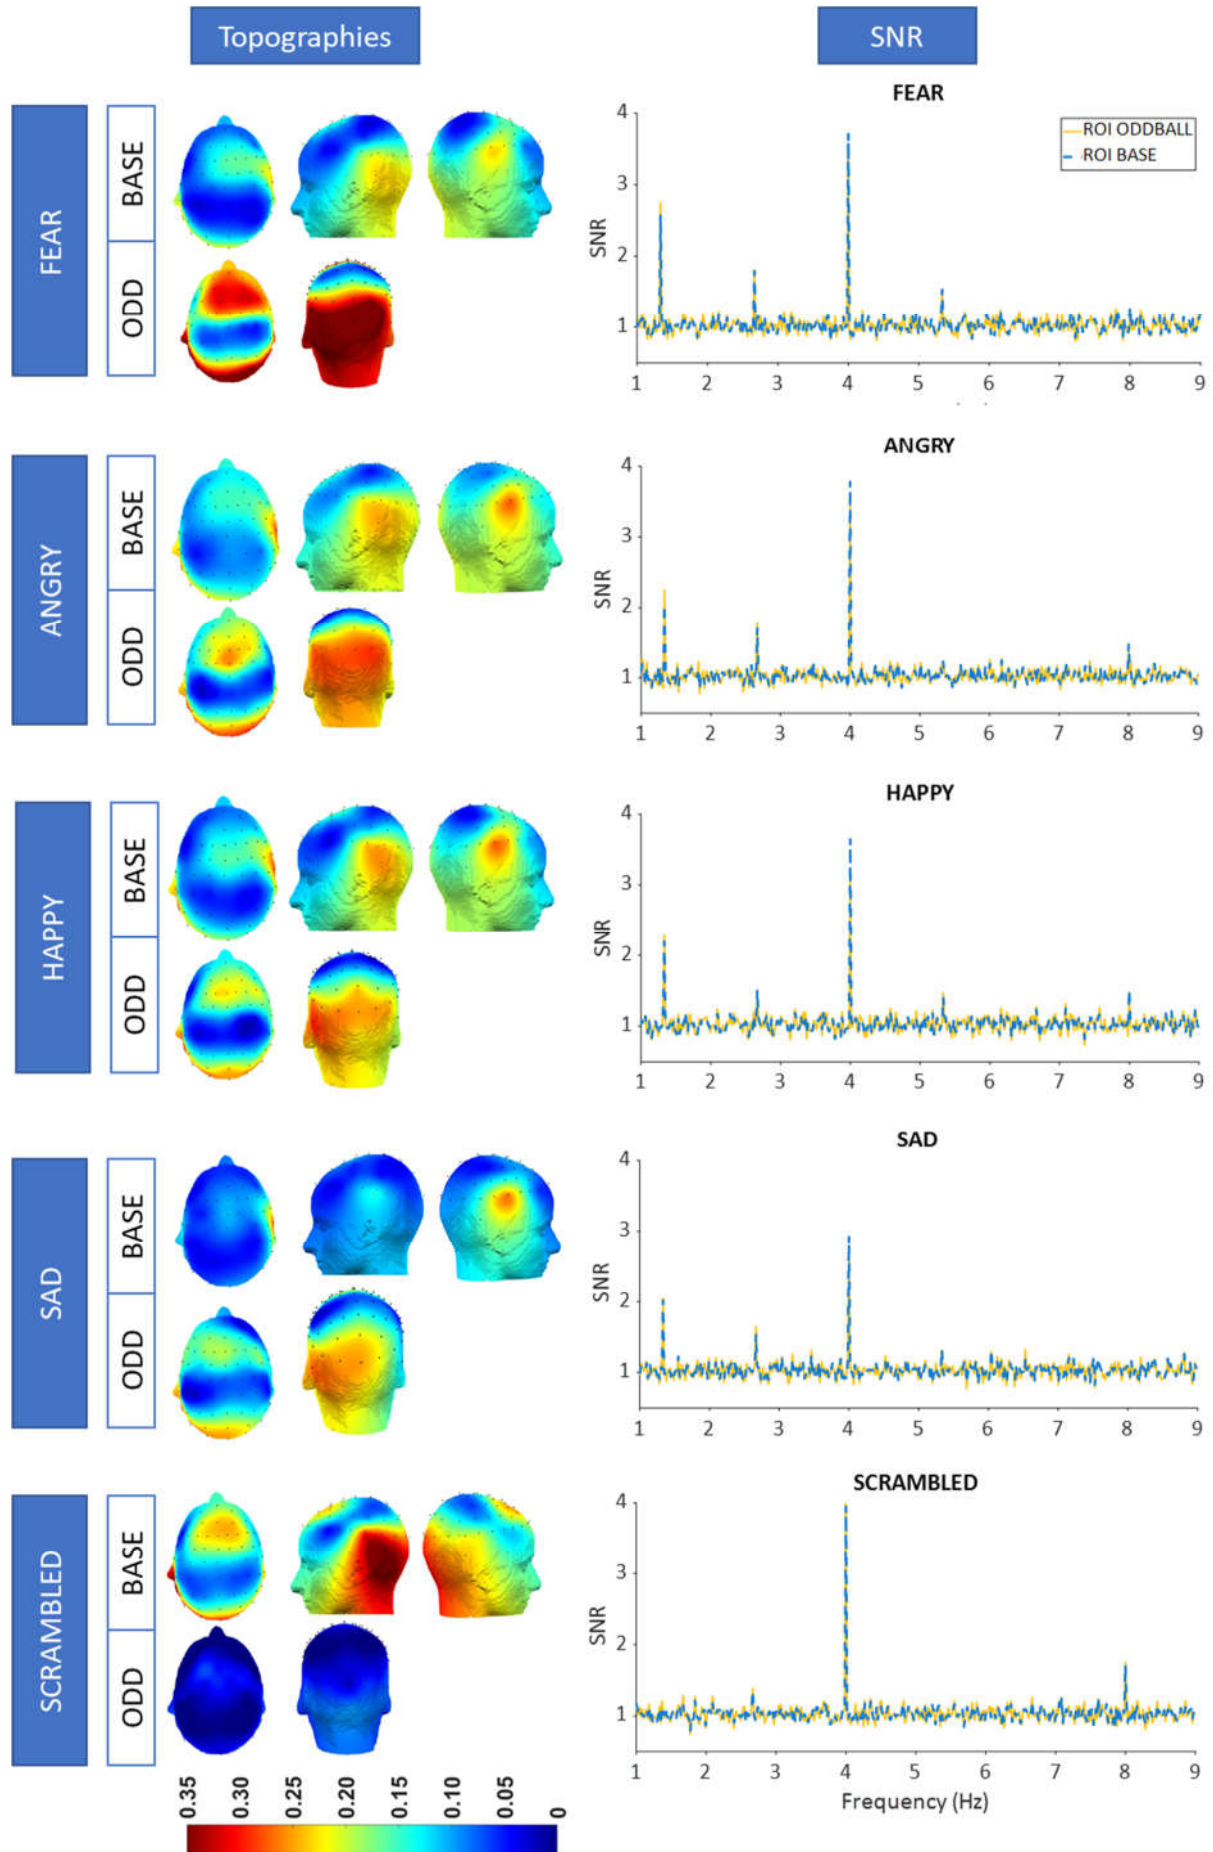 Topographies
SNR
FEAR
BASE
ODD
FEAR
ROI ODDBALL
ROI BASE
SNR
4
3
2
1
1 2 3 4 5 6 7 8 9
ANGRY
BASE
ODD
ANGRY
SNR
4
3
2
1
1 2 3 4 5 6 7 8 9
HAPPY
BASE
ODD
HAPPY
SNR
4
3
2
1
1 2 3 4 5 6 7 8 9
SAD
BASE
ODD
SAD
SNR
4
3
2
1
1 2 3 4 5 6 7 8 9
SCRAMBLED
BASE
ODD
SCRAMBLED
SNR
4
3
2
1
1 2 3 4 5 6 7 8 9
Frequency (Hz)
0.35 0.30 0.25 0.20 0.15 0.10 0.05 0